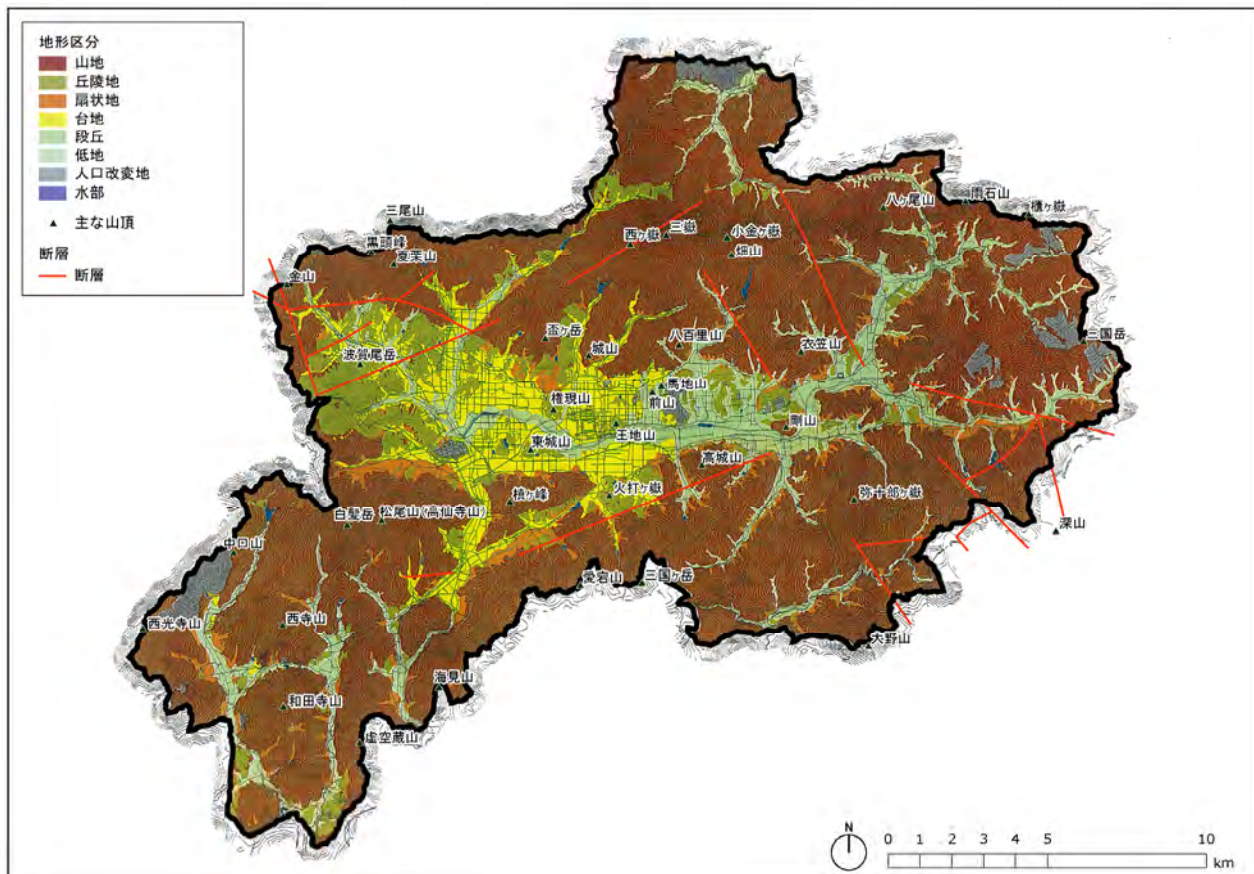 地形区分
山地
丘陵地
扇状地
台地
段丘
低地
人口改変地
水部
主な山頂
断層
断層
三尾山
黒頭峰
夏栗山
金山
西ヶ嶽
三嶽
小金ヶ嶽
畑山
八ヶ尾山
雨石山
櫃ヶ嶽
三国岳
波賀尾岳
盃ヶ岳
城山
八百里山
衣笠山
馬地山
前山
権現山
王地山
剛山
東城山
高城山
火打ヶ嶽
槙ヶ峰
弥十郎ヶ嶽
深山
白髪岳
松尾山(高仙寺山)
中口山
愛宕山
三国ヶ岳
大野山
西光寺山
西寺山
海見山
和田寺山
虚空蔵山
N
0 1 2 3 4 5 10
km